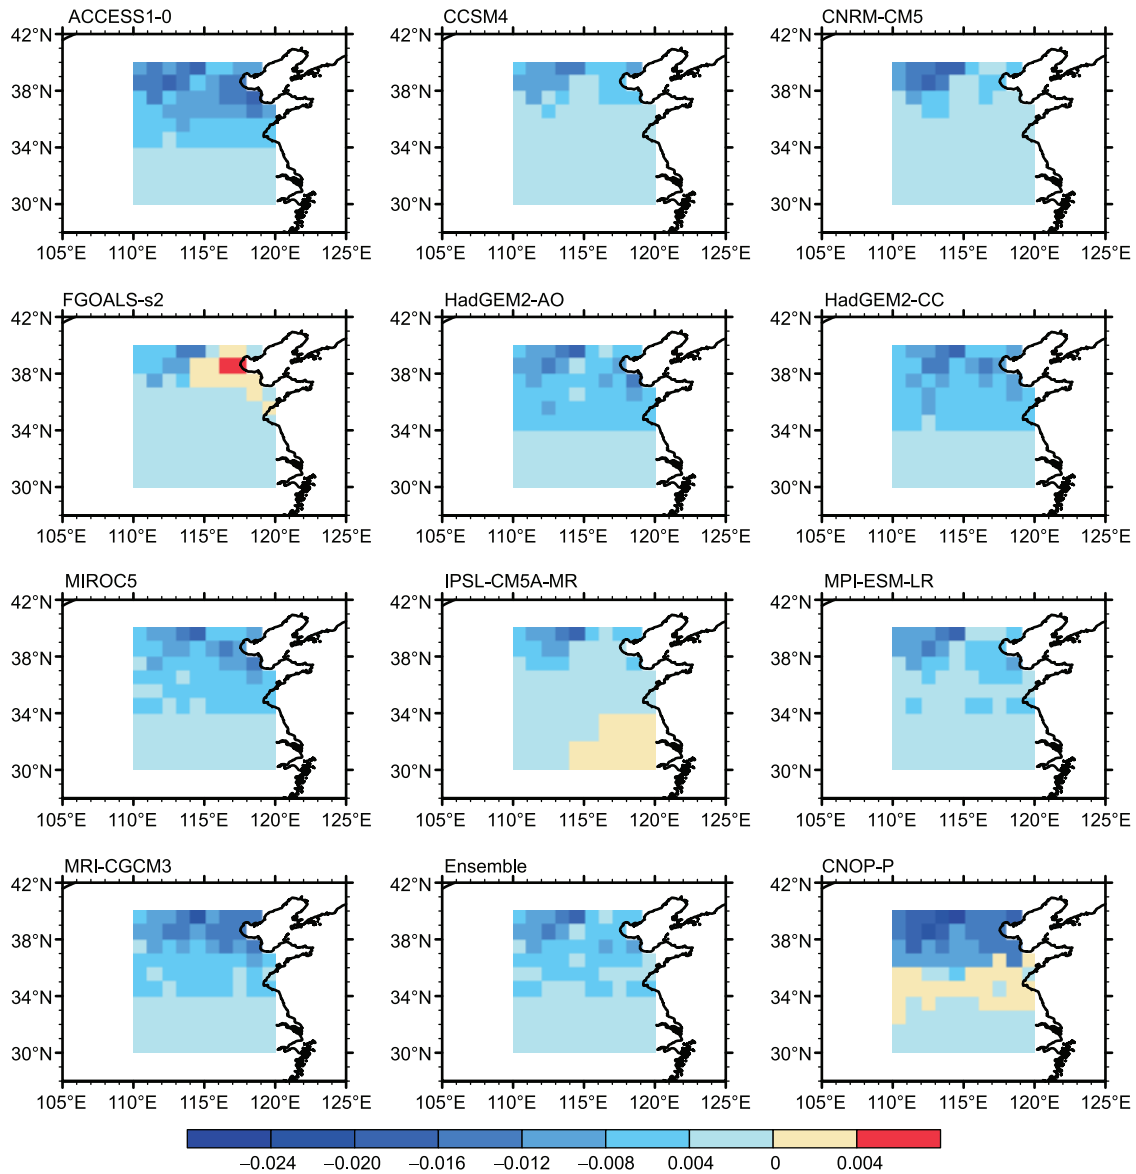 ACCESS1-0 CCSM4 CNRM-CM5
42°N 42°N 42°N
38°N 38°N 38°N
34°N 34°N 34°N
30°N 30°N 30°N
105°E 110°E 115°E 120°E 125°E 105°E 110°E 115°E 120°E 125°E 105°E 110°E 115°E 120°E 125°E
FGOALS-s2 HadGEM2-AO HadGEM2-CC
42°N 42°N 42°N
38°N 38°N 38°N
34°N 34°N 34°N
30°N 30°N 30°N
105°E 110°E 115°E 120°E 125°E 105°E 110°E 115°E 120°E 125°E 105°E 110°E 115°E 120°E 125°E
MIROC5 IPSL-CM5A-MR MPI-ESM-LR
42°N 42°N 42°N
38°N 38°N 38°N
34°N 34°N 34°N
30°N 30°N 30°N
105°E 110°E 115°E 120°E 125°E 105°E 110°E 115°E 120°E 125°E 105°E 110°E 115°E 120°E 125°E
MRI-CGCM3 Ensemble CNOP-P
42°N 42°N 42°N
38°N 38°N 38°N
34°N 34°N 34°N
30°N 30°N 30°N
105°E 110°E 115°E 120°E 125°E 105°E 110°E 115°E 120°E 125°E 105°E 110°E 115°E 120°E 125°E
−0.024 −0.020 −0.016 −0.012 −0.008 0.004 0 0.004